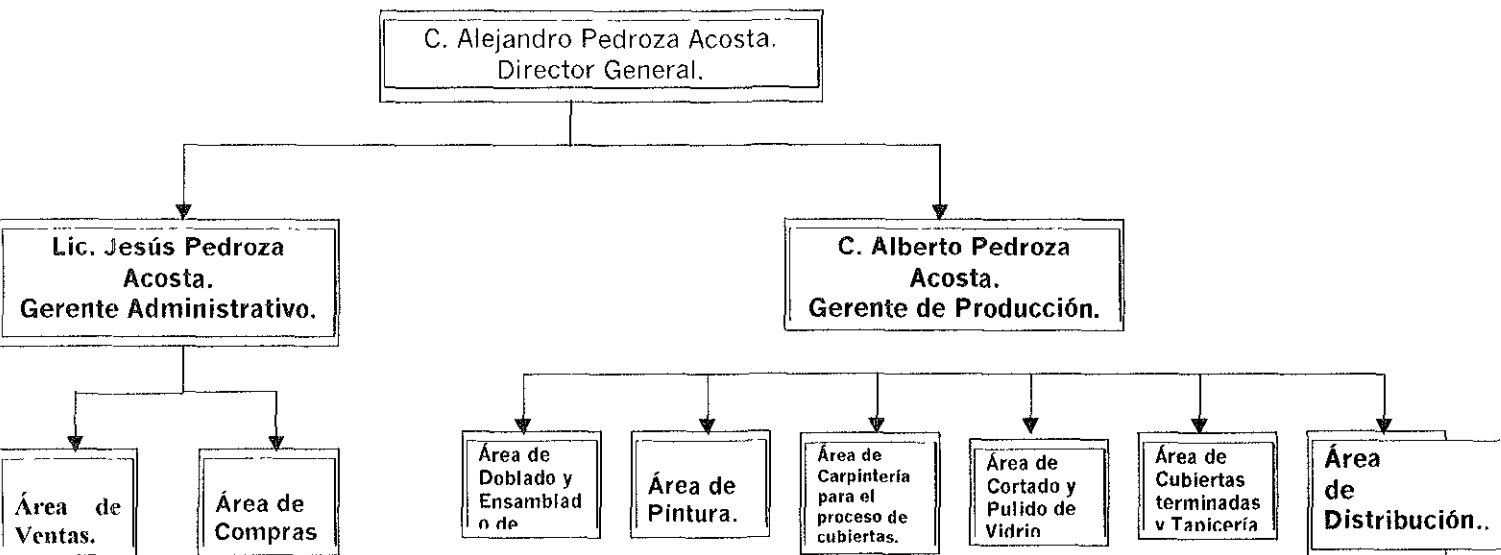 C. Alejandro Pedroza Acosta.
Director General.
Lic. Jesús Pedroza
Acosta.
Gerente Administrativo.
C. Alberto Pedroza
Acosta.
Gerente de Producción.
Área de
Ventas.
Área de
Compras
Área de
Doblado y
Ensamblad
o de
Área de
Pintura.
Área de
Carpintería
para el
proceso de
cubiertas.
Área de
Cortado y
Pulido de
Vidrio
Área de
Cubiertas
terminadas
y Tapicería
Área
de
Distribución..